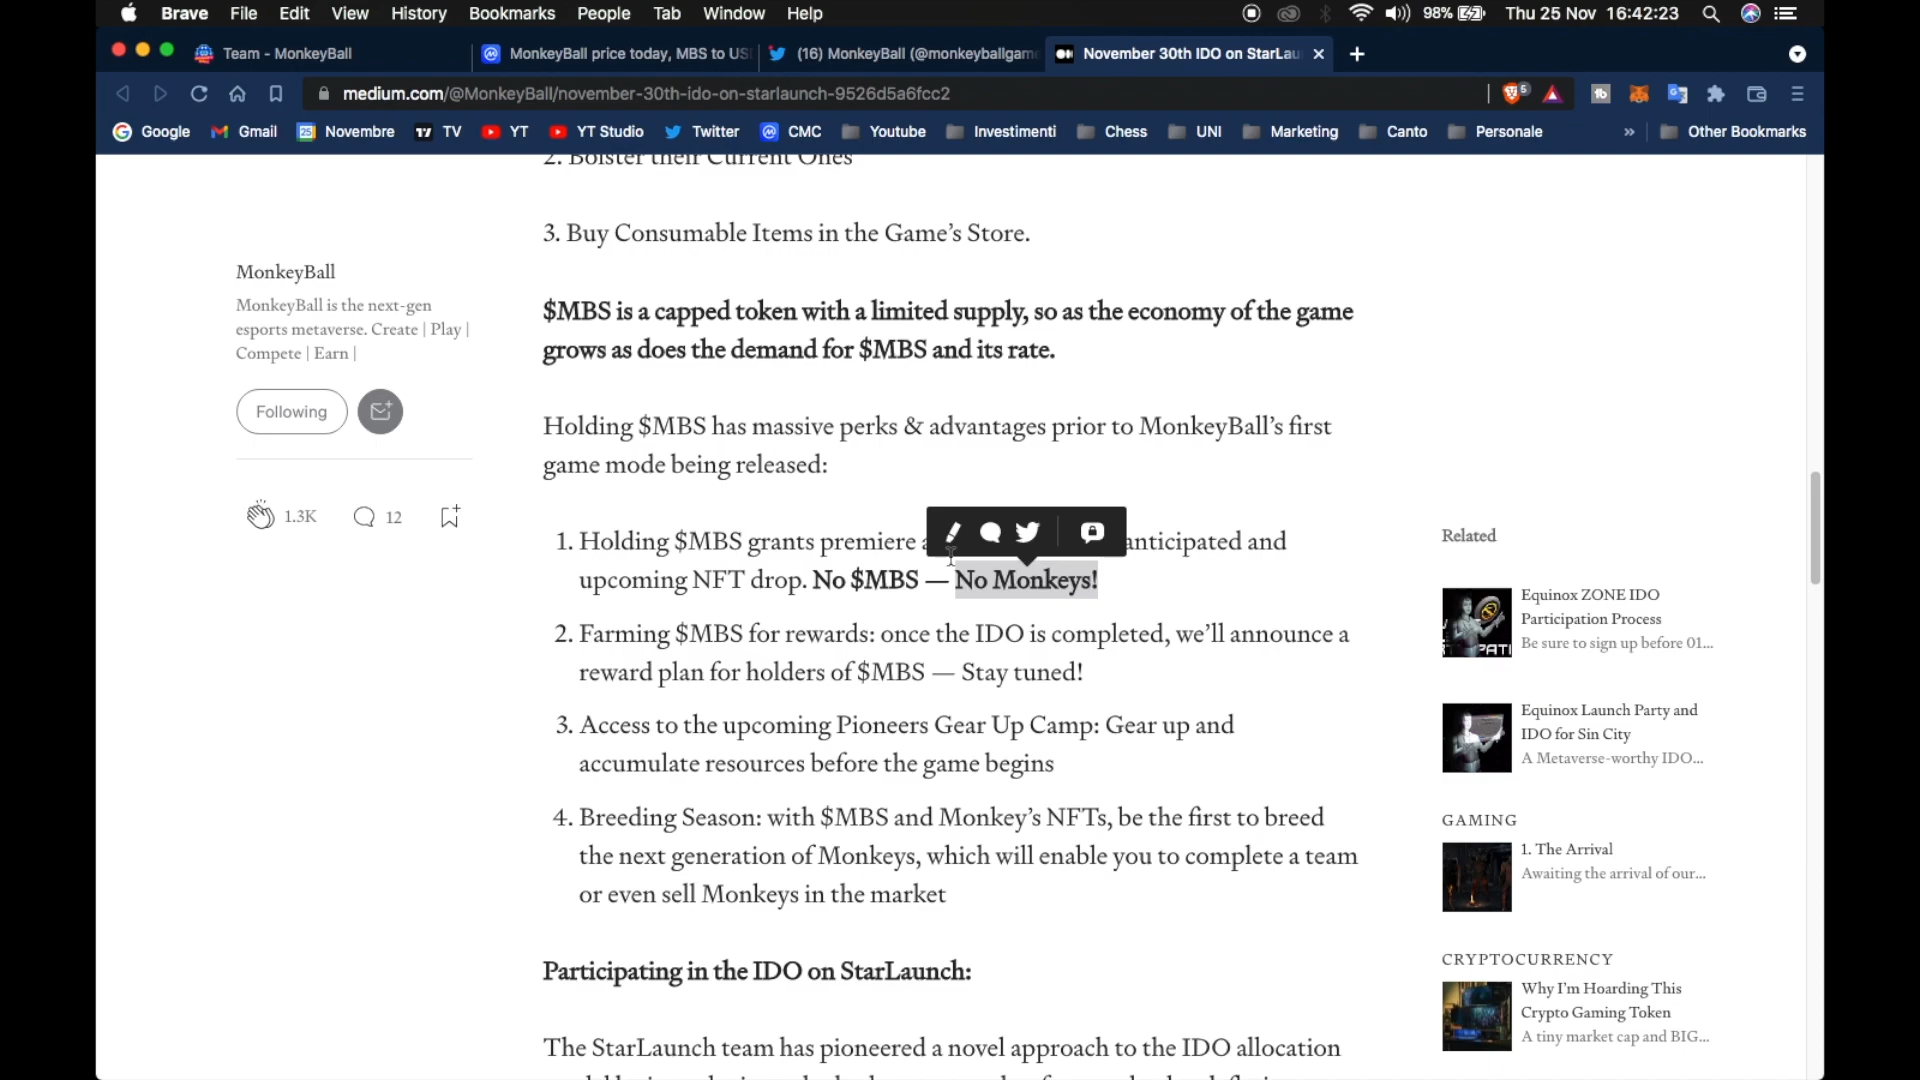 Brave File Edit View History Bookmarks People Tab Window Help 98% Thu 25 Nov 16:42:23
Team - MonkeyBall MonkeyBall price today, MBS to US (16) MonkeyBall (@monkeyballgam November 30th IDO on StarLau
medium.com/@MonkeyBall/november-30th-ido-on-starlaunch-9526d5a6fcc2 5
Google Gmail 25 Novembre TV YT YT Studio Twitter CMC Youtube Investimenti Chess UNI Marketing Canto Personale » Other Bookmarks
2. Bolster their Current Ones
3. Buy Consumable Items in the Game's Store.
MonkeyBall
MonkeyBall is the next-gen
esports metaverse. Create | Play |
Compete | Earn |
Following
1.3K 12
$MBS is a capped token with a limited supply, so as the economy of the game
grows as does the demand for $MBS and its rate.
Holding $MBS has massive perks & advantages prior to MonkeyBall's first
game mode being released:
1. Holding $MBS grants premiere anticipated and
upcoming NFT drop. No $MBS — No Monkeys!
2. Farming $MBS for rewards: once the IDO is completed, we'll announce a
reward plan for holders of $MBS — Stay tuned!
3. Access to the upcoming Pioneers Gear Up Camp: Gear up and
accumulate resources before the game begins
4. Breeding Season: with $MBS and Monkey's NFTs, be the first to breed
the next generation of Monkeys, which will enable you to complete a team
or even sell Monkeys in the market
Participating in the IDO on StarLaunch:
The StarLaunch team has pioneered a novel approach to the IDO allocation
Related
Equinox ZONE IDO
Participation Process
Be sure to sign up before 01...
Equinox Launch Party and
IDO for Sin City
A Metaverse-worthy IDO...
GAMING
1. The Arrival
Awaiting the arrival of our...
CRYPTOCURRENCY
Why I'm Hoarding This
Crypto Gaming Token
A tiny market cap and BIG...